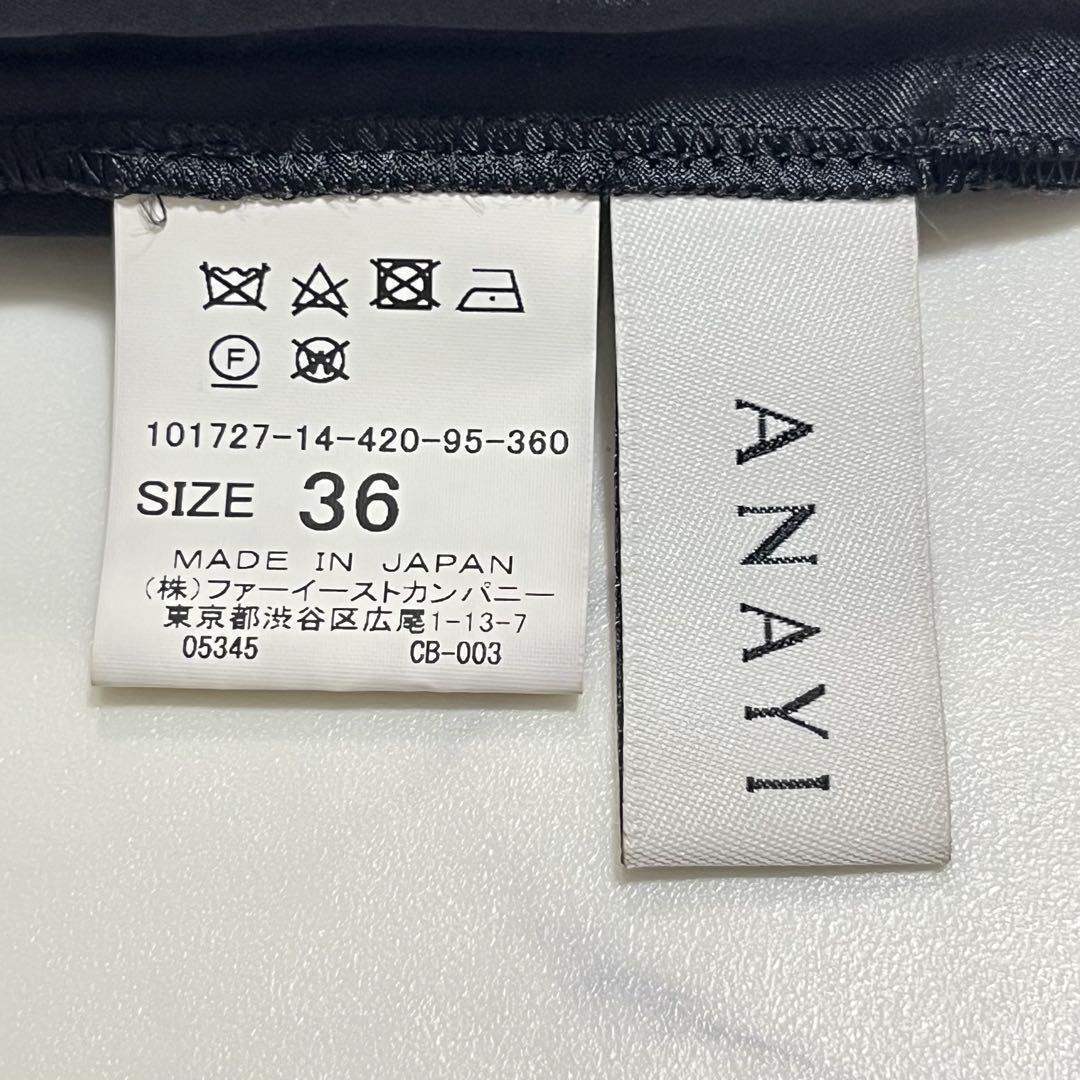 F
W
101727-14-420-95-360
SIZE 36
MADE IN JAPAN
(株)ファーイーストカンパニー
東京都渋谷区広尾1-13-7
05345 CB-003
ANAYI